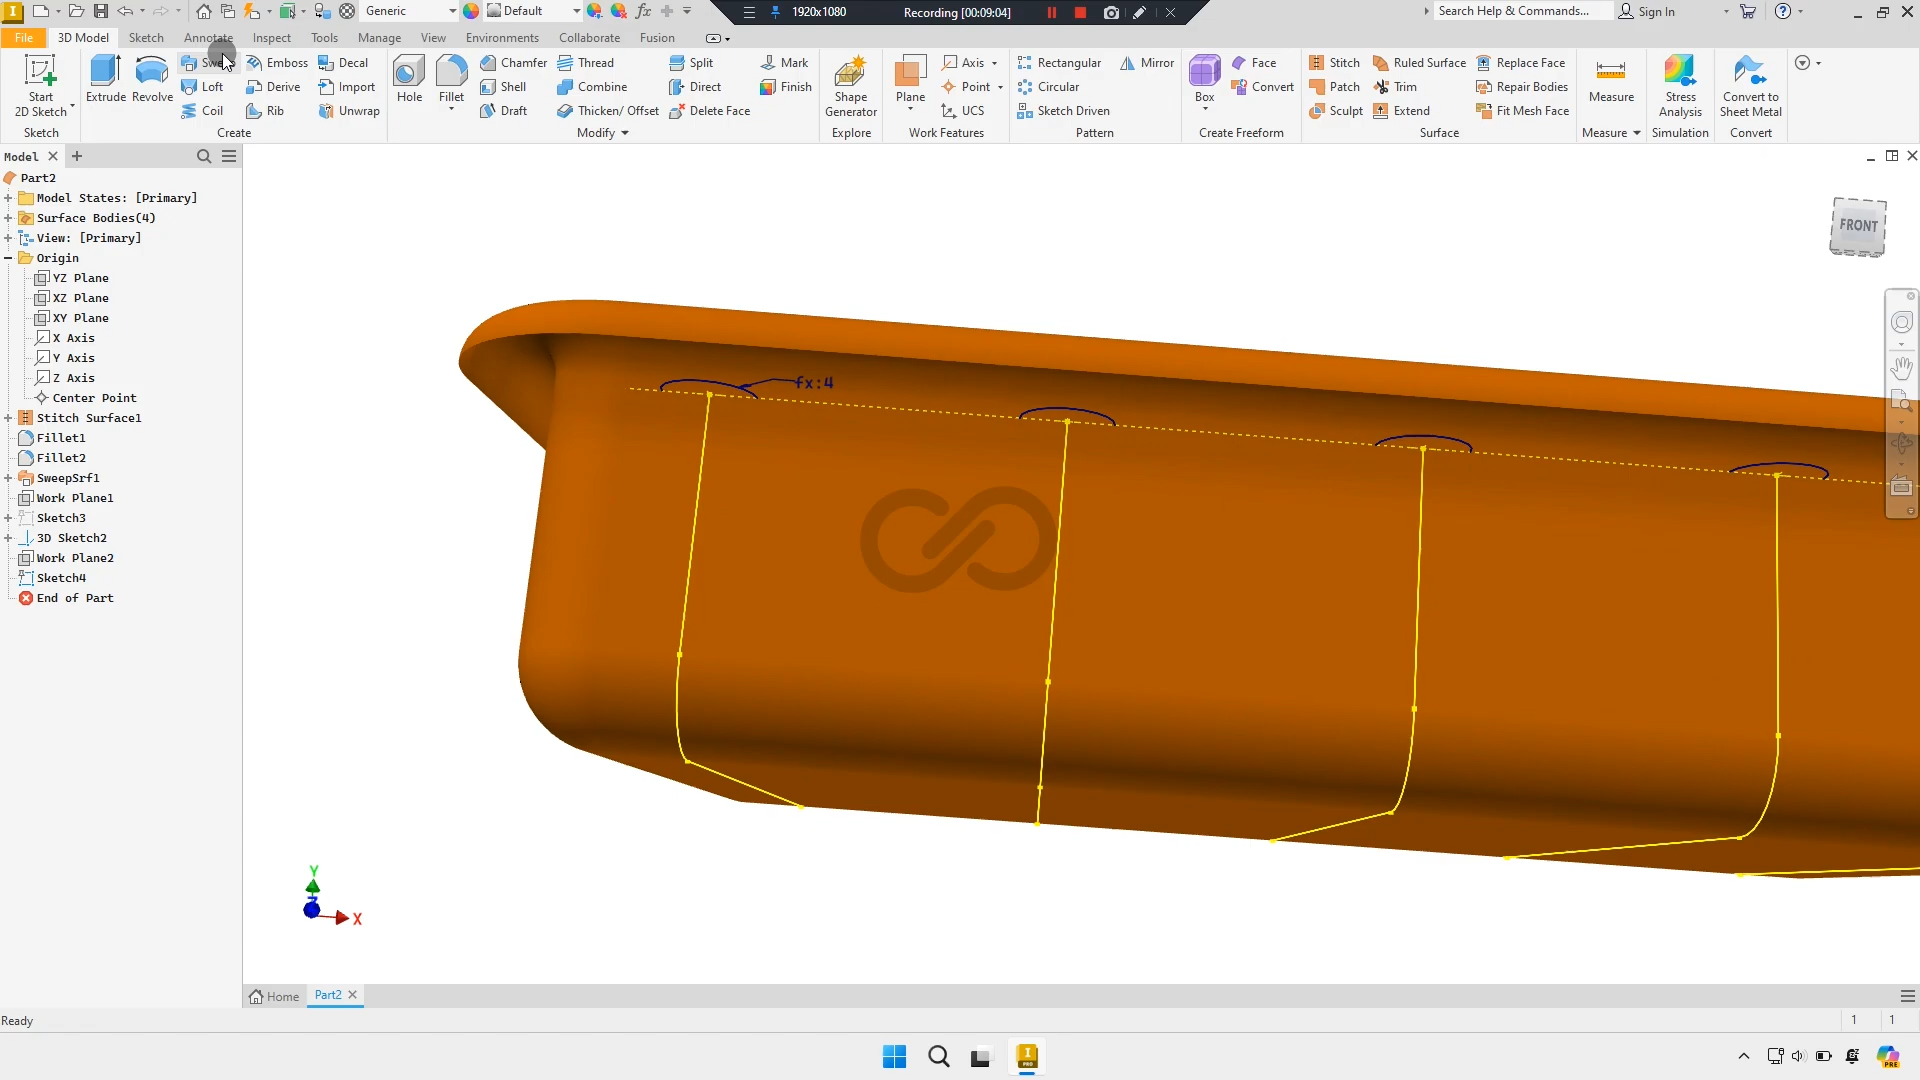 Generic
Default
fx
1920x1080
Recording [00:09:04]
Search Help & Commands...
Sign In
File
3D Model
Sketch
Annotate
Inspect
Tools
Manage
View
Environments
Collaborate
Fusion
Start
2D Sketch
Sketch
Extrude
Revolve
Loft
Coil
Emboss
Derive
Rib
Decal
Import
Unwrap
Create
Hole
Fillet
Chamfer
Shell
Draft
Thread
Combine
Thicken/ Offset
Split
Direct
Delete Face
Modify
Mark
Finish
Shape
Generator
Explore
Plane
Axis
Point
UCS
Work Features
Rectangular
Circular
Sketch Driven
Mirror
Pattern
Box
Face
Convert
Create Freeform
Stitch
Patch
Sculpt
Ruled Surface
Trim
Extend
Replace Face
Repair Bodies
Fit Mesh Face
Surface
Measure
Measure
Stress
Analysis
Simulation
Convert to
Sheet Metal
Convert
Model
Part2
Model States: [Primary]
Surface Bodies(4)
View: [Primary]
Origin
YZ Plane
XZ Plane
XY Plane
X Axis
Y Axis
Z Axis
Center Point
Stitch Surface1
Fillet1
Fillet2
SweepSrf1
Work Plane1
Sketch3
3D Sketch2
Work Plane2
Sketch4
End of Part
FRONT
fx:4
Y
Z
X
Home
Part2
Ready
1
1